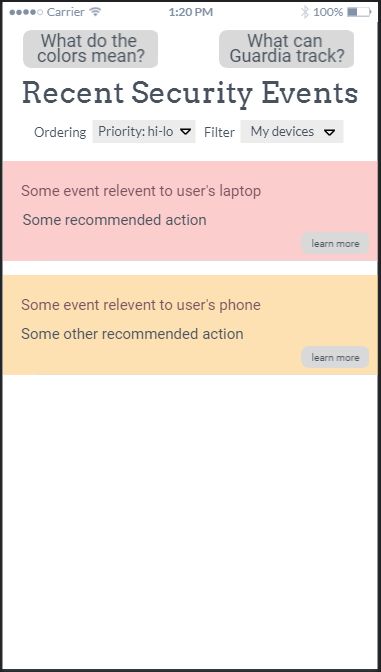 Carrier 1:20 PM 100%
What do the
colors mean?
What can
Guardia track?
Recent Security Events
Ordering Priority: hi-lo Filter My devices
Some event relevent to user's laptop
Some recommended action
learn more
Some event relevent to user's phone
Some other recommended action
learn more